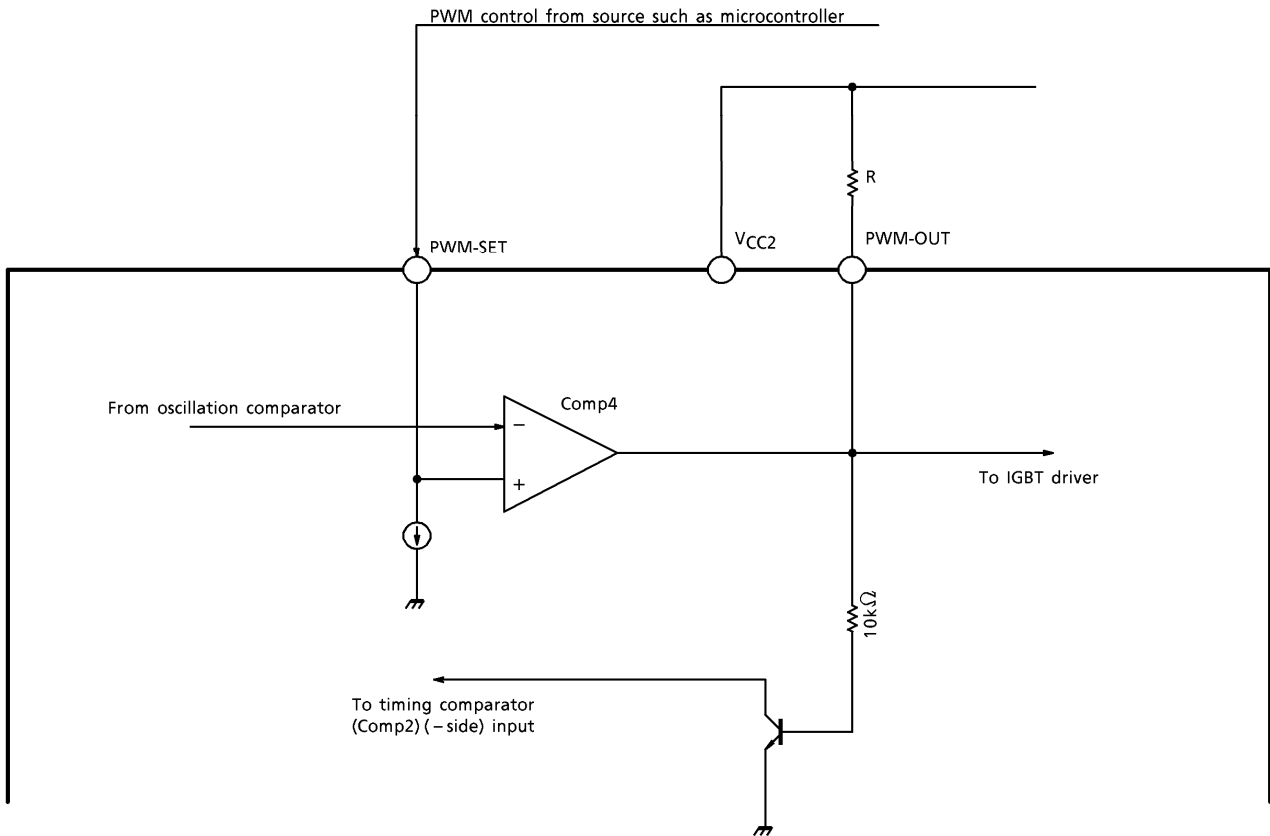 PWM control from source such as microcontroller
R
PWM-SET
VCC2
PWM-OUT
From oscillation comparator
Comp4
−
+
To IGBT driver
10kΩ
To timing comparator
(Comp2) (−side) input